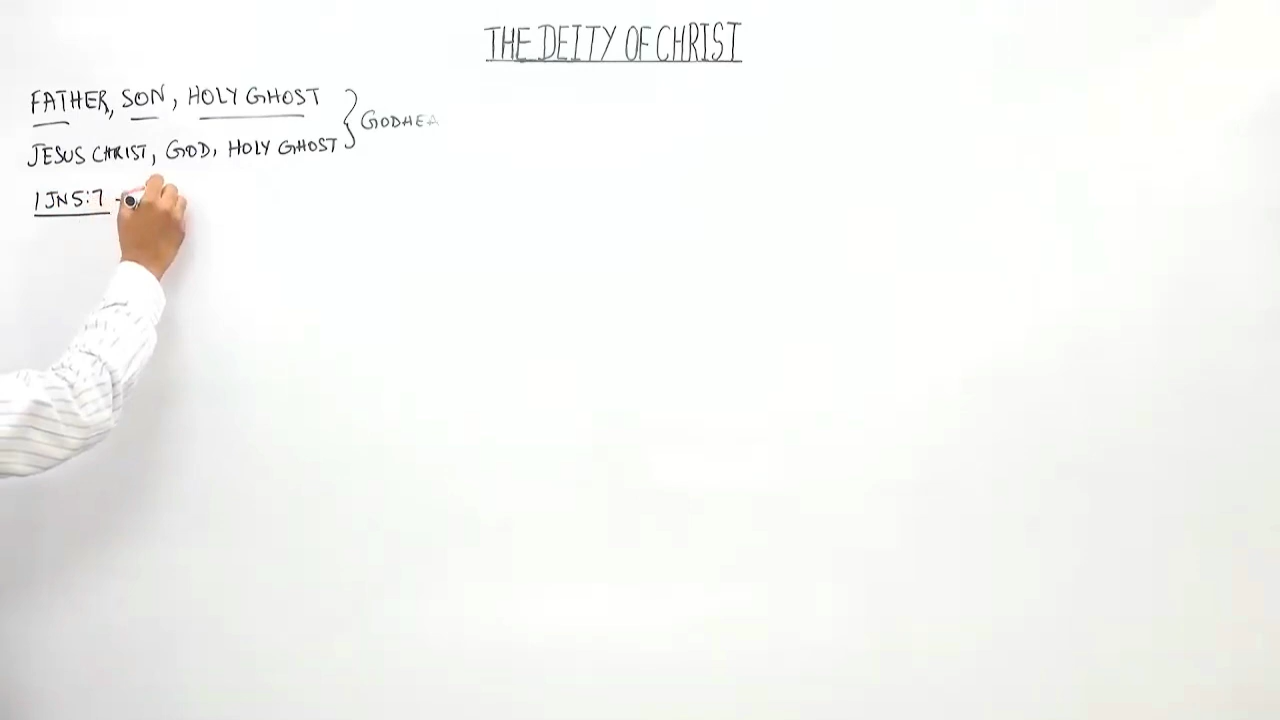 THE DEITY OF CHRIST
FATHER, SON, HOLY GHOST
GODHEA
JESUS CHRIST, GOD, HOLY GHOST
1 JN 5:7 -